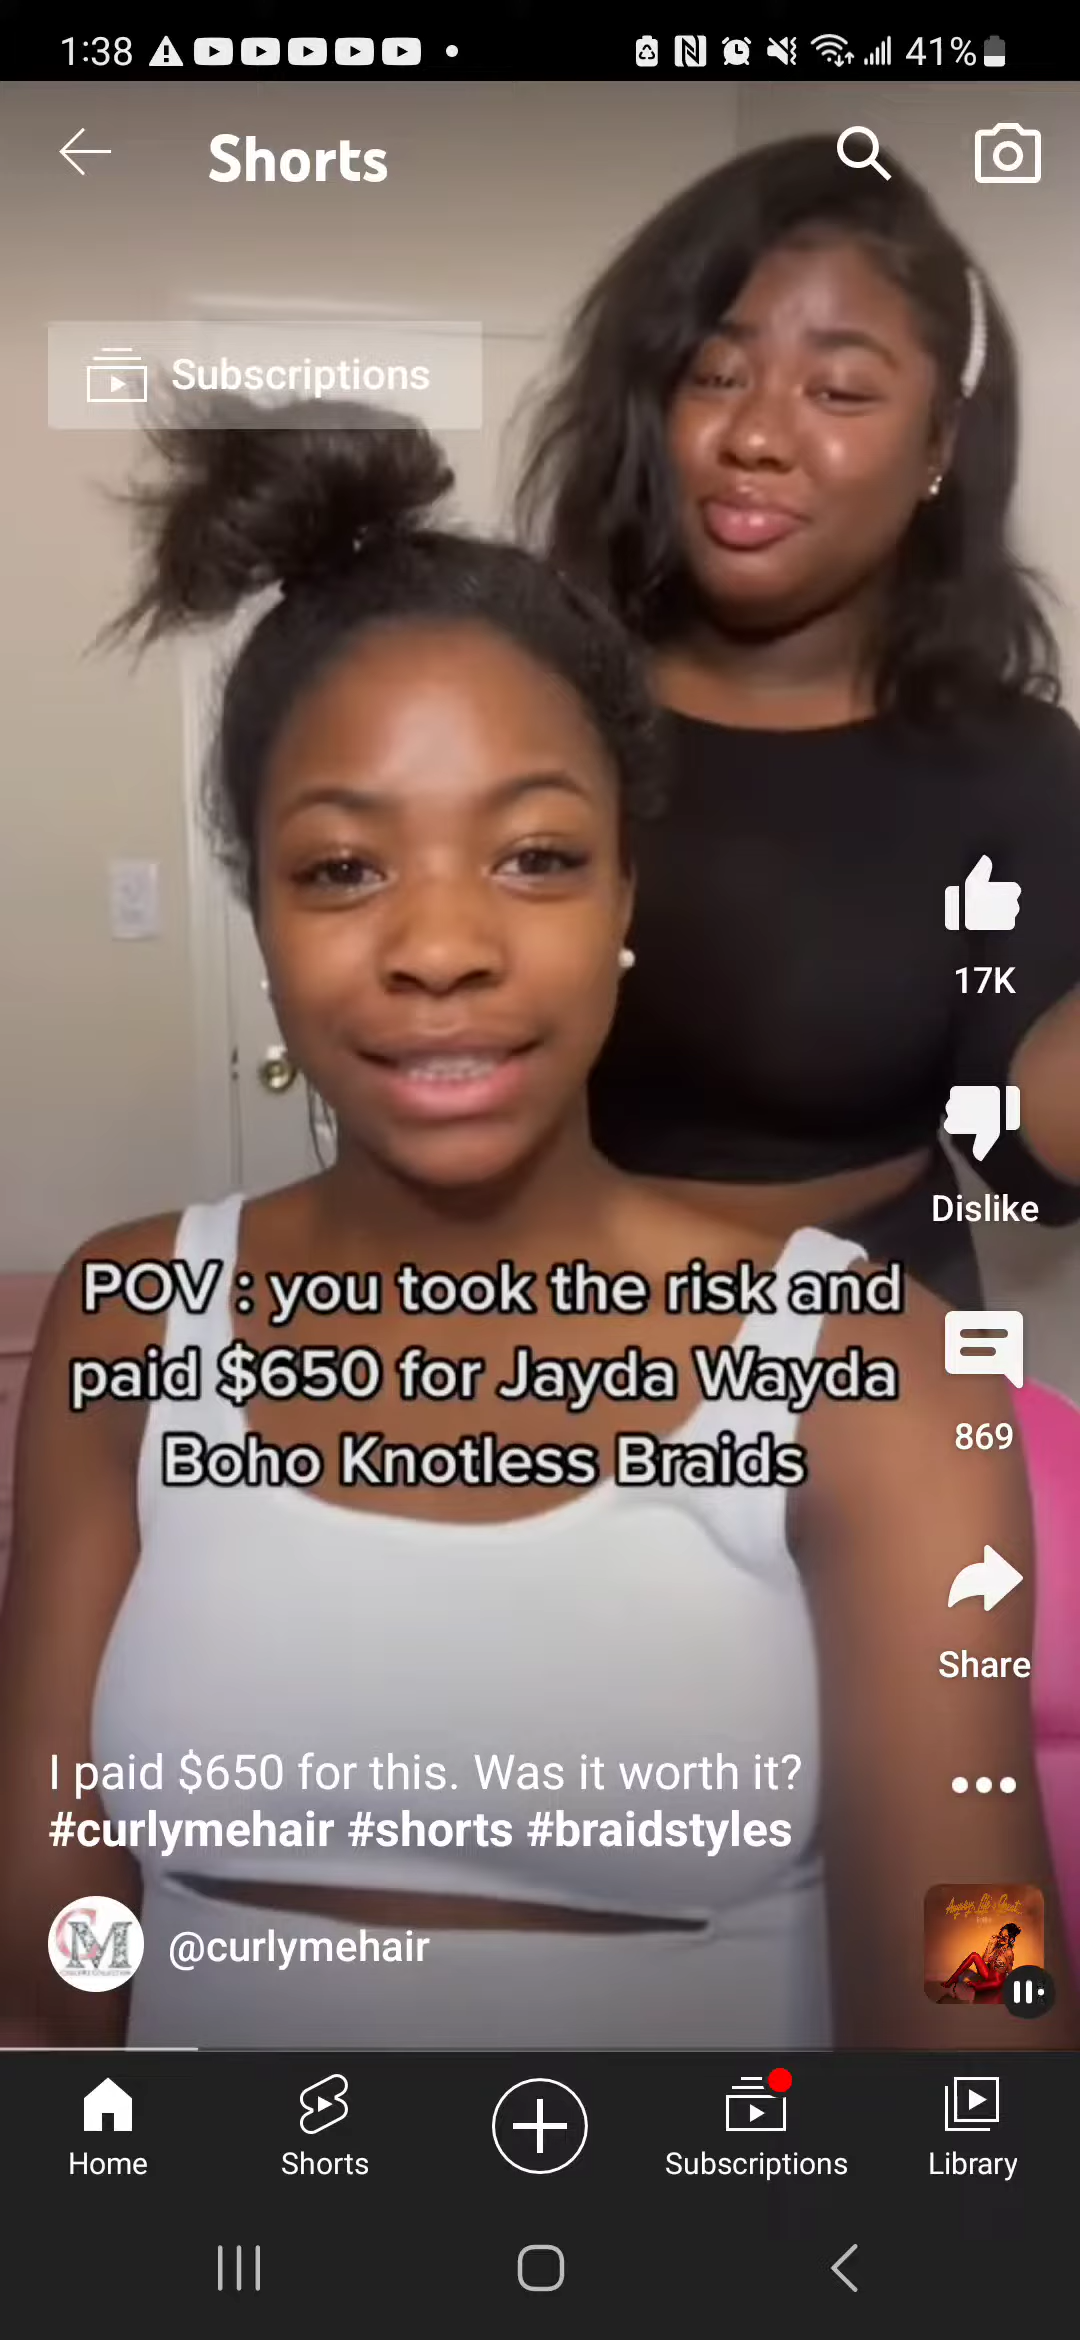 1:38
41%
Shorts
Subscriptions
17K
Dislike
POV : you took the risk and
paid $650 for Jayda Wayda
Boho Knotless Braids
869
Share
I paid $650 for this. Was it worth it?
#curlymehair #shorts #braidstyles
CM
@curlymehair
Home
Shorts
Subscriptions
Library